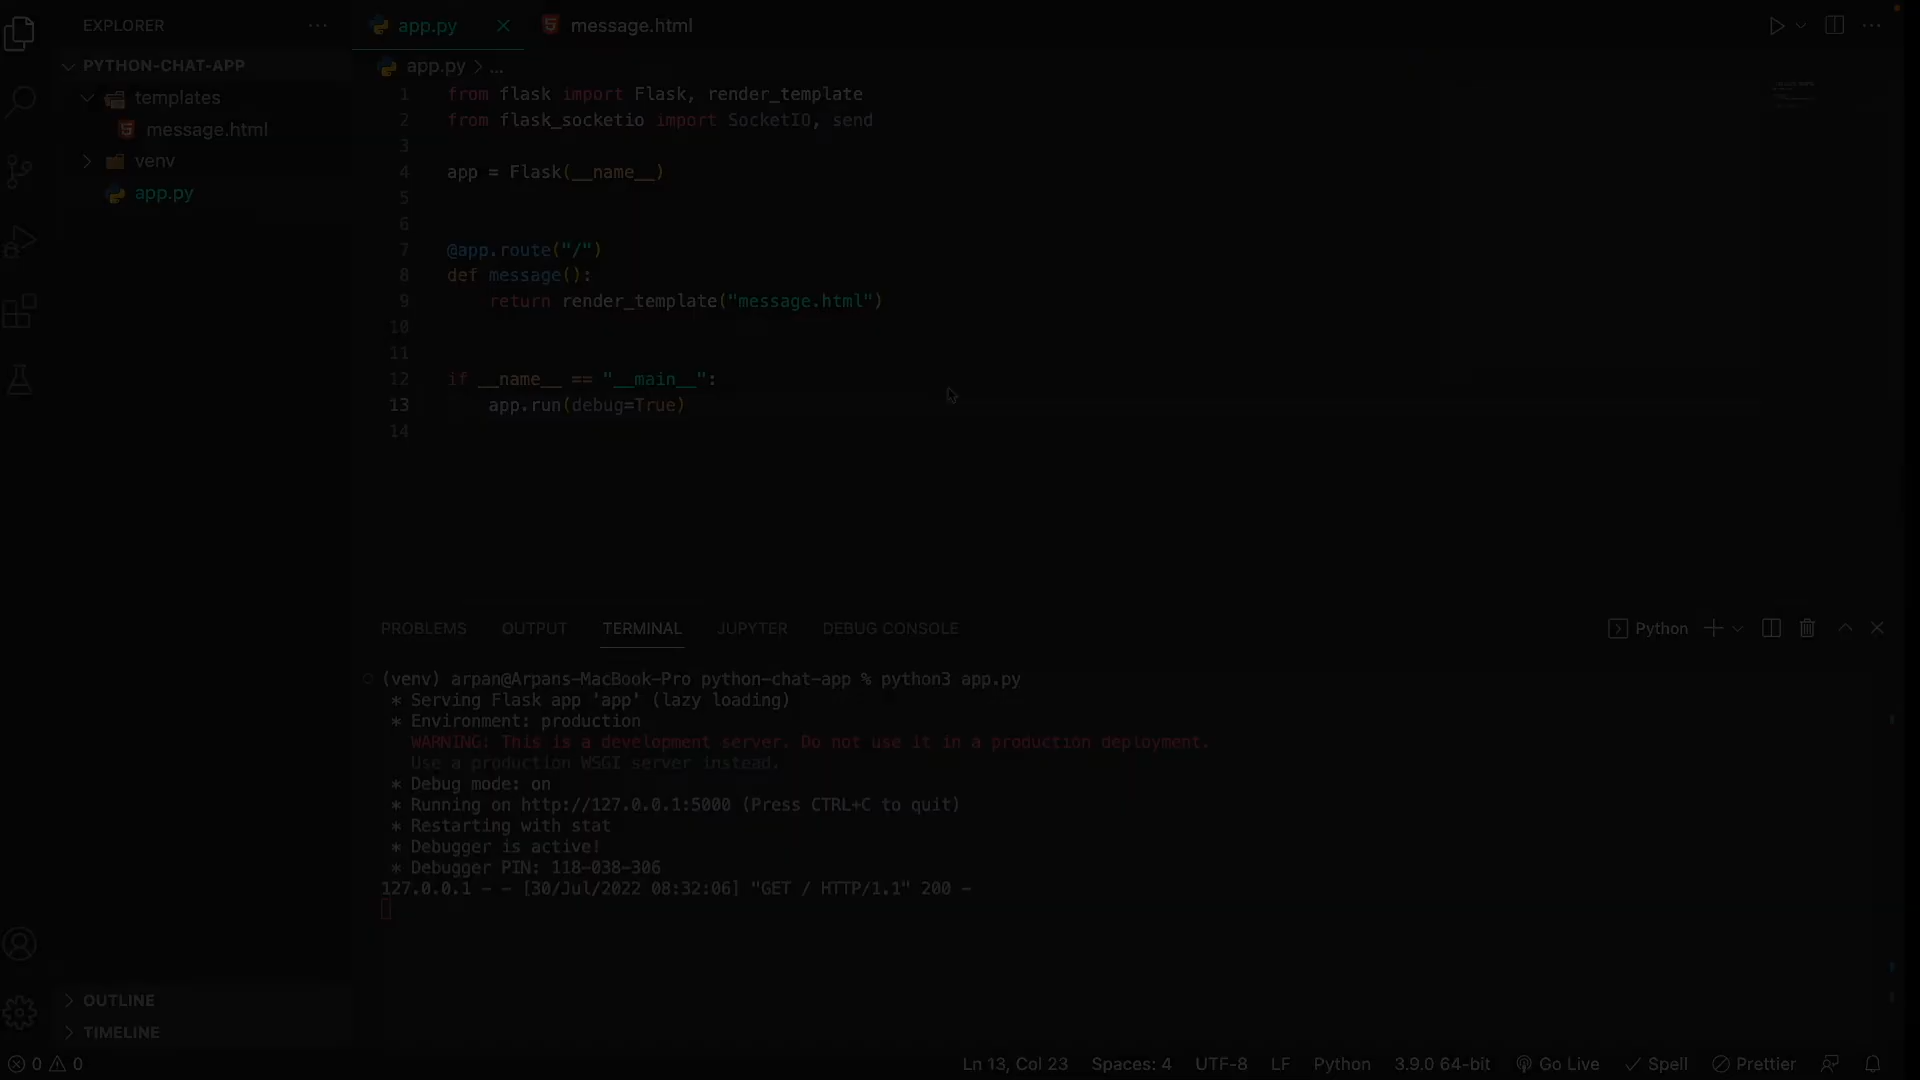 EXPLORER
PYTHON-CHAT-APP
templates
message.html
venv
app.py
OUTLINE
TIMELINE
app.py
message.html
app.py > ...
1 from flask import Flask, render_template
2 from flask_socketio import SocketIO, send
3
4 app = Flask(__name__)
5
6
7 @app.route("/")
8 def message():
9     return render_template("message.html")
10
11
12 if __name__ == "__main__":
13     app.run(debug=True)
14
PROBLEMS OUTPUT TERMINAL JUPYTER DEBUG CONSOLE
Python
(venv) arpan@Arpans-MacBook-Pro python-chat-app % python3 app.py
* Serving Flask app 'app' (lazy loading)
* Environment: production
WARNING: This is a development server. Do not use it in a production deployment.
Use a production WSGI server instead.
* Debug mode: on
* Running on http://127.0.0.1:5000 (Press CTRL+C to quit)
* Restarting with stat
* Debugger is active!
* Debugger PIN: 118-038-306
127.0.0.1 - - [30/Jul/2022 08:32:06] "GET / HTTP/1.1" 200 -
0 0 Ln 13, Col 23 Spaces: 4 UTF-8 LF Python 3.9.0 64-bit Go Live Spell Prettier